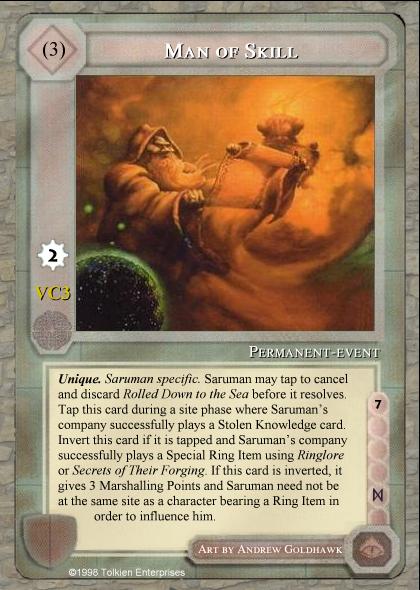 (3)
MAN OF SKILL
2
VC3
PERMANENT-EVENT
Unique. Saruman specific. Saruman may tap to cancel
and discard Rolled Down to the Sea before it resolves.
Tap this card during a site phase where Saruman's
company successfully plays a Stolen Knowledge card.
Invert this card if it is tapped and Saruman's company
successfully plays a Special Ring Item using Ringlore
or Secrets of Their Forging. If this card is inverted, it
gives 3 Marshalling Points and Saruman need not be
at the same site as a character bearing a Ring Item in
order to influence him.
7
ᛞ
ART BY ANDREW GOLDHAWK
©1998 Tolkien Enterprises